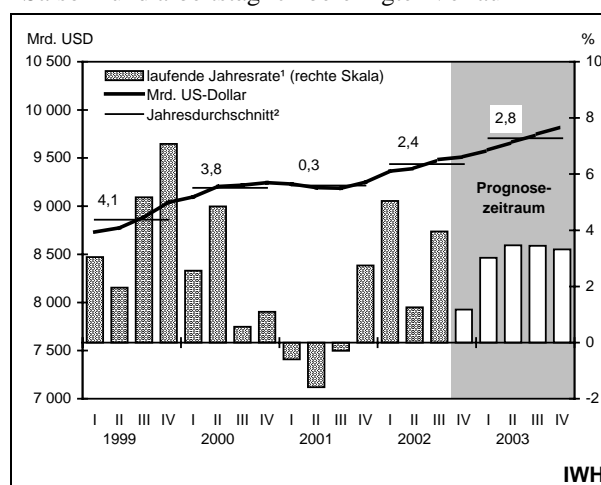 Mrd. USD %
10 500 10
laufende Jahresrate¹ (rechte Skala)
Mrd. US-Dollar
Jahresdurchschnitt²
10 000 8
9 500 6
9 000 4
8 500 2
8 000 0
7 500 -2
7 000
4,1 3,8 0,3 2,4 2,8
Prognose-
zeitraum
I II III IV I II III IV I II III IV I II III IV I II III IV
1999 2000 2001 2002 2003
IWH